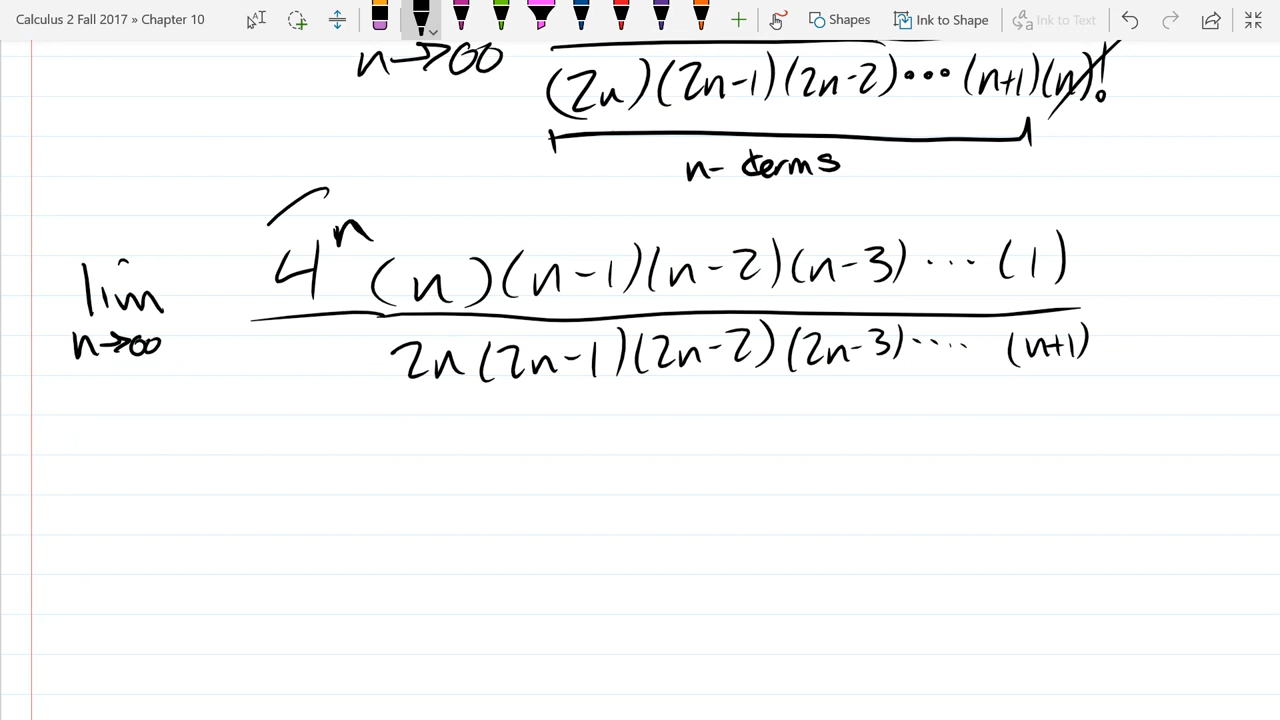 Calculus 2 Fall 2017 » Chapter 10
Shapes
Ink to Shape
Ink to Text
n→∞
(2n)(2n-1)(2n-2)•••(n+1)(n)!
n- terms
lim n→∞
4^n (n)(n-1)(n-2)(n-3)⋯(1)
2n(2n-1)(2n-2)(2n-3)⋯⋅ (n+1)